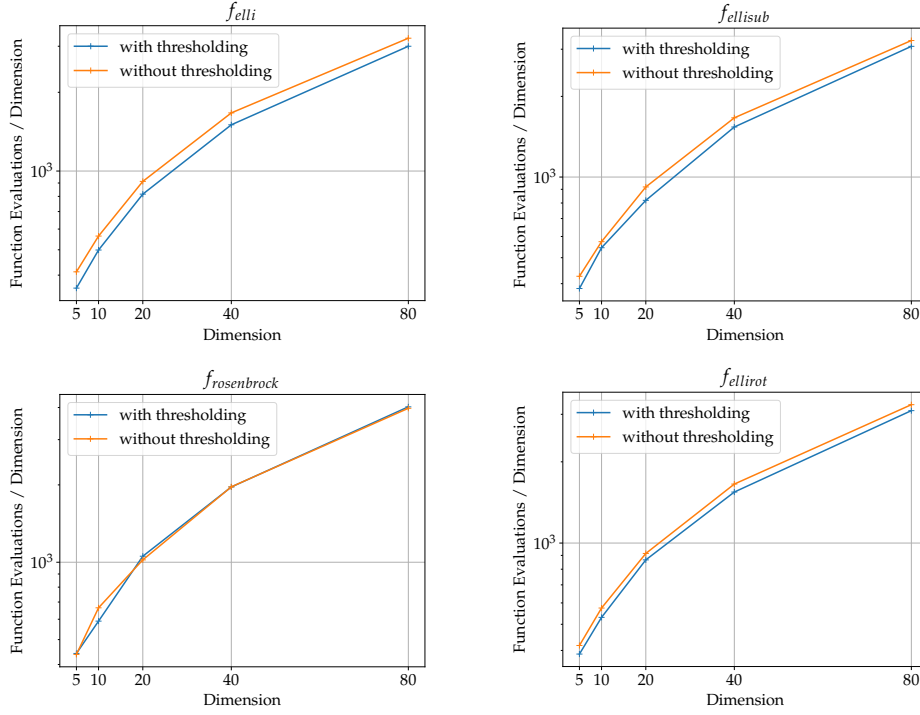 f_elli
with thresholding
without thresholding
Function Evaluations / Dimension
10^3
5 10 20 40 80
Dimension
f_ellisub
with thresholding
without thresholding
Function Evaluations / Dimension
10^3
5 10 20 40 80
Dimension
f_rosenbrock
with thresholding
without thresholding
Function Evaluations / Dimension
10^3
5 10 20 40 80
Dimension
f_ellirot
with thresholding
without thresholding
Function Evaluations / Dimension
10^3
5 10 20 40 80
Dimension